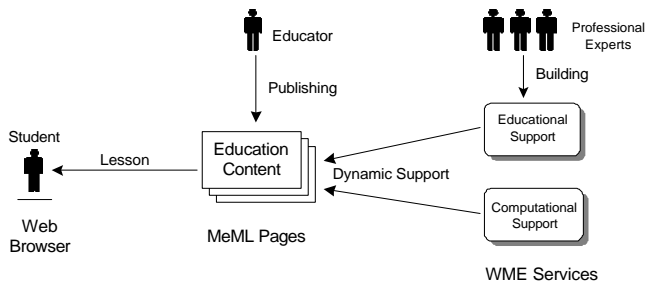 Educator
Professional
Experts
Publishing
Building
Student
Lesson
Education
Content
Educational
Support
Dynamic Support
Computational
Support
Web
Browser
MeML Pages
WME Services